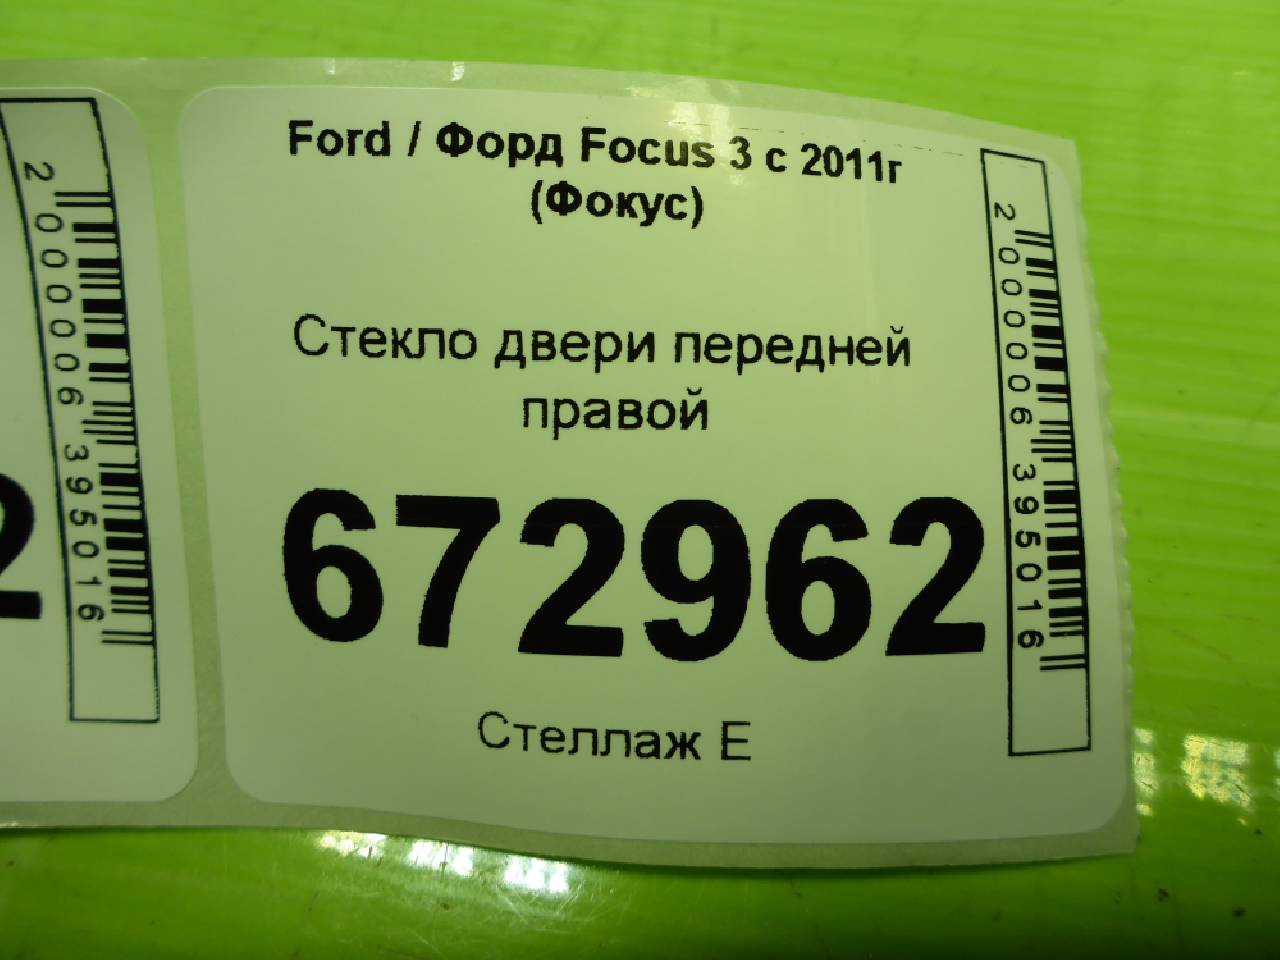 Ford / Форд Focus 3 с 2011г
(Фокус)
Стекло двери передней
правой
672962
Стеллаж Е
2000006395016
2
2000006395016